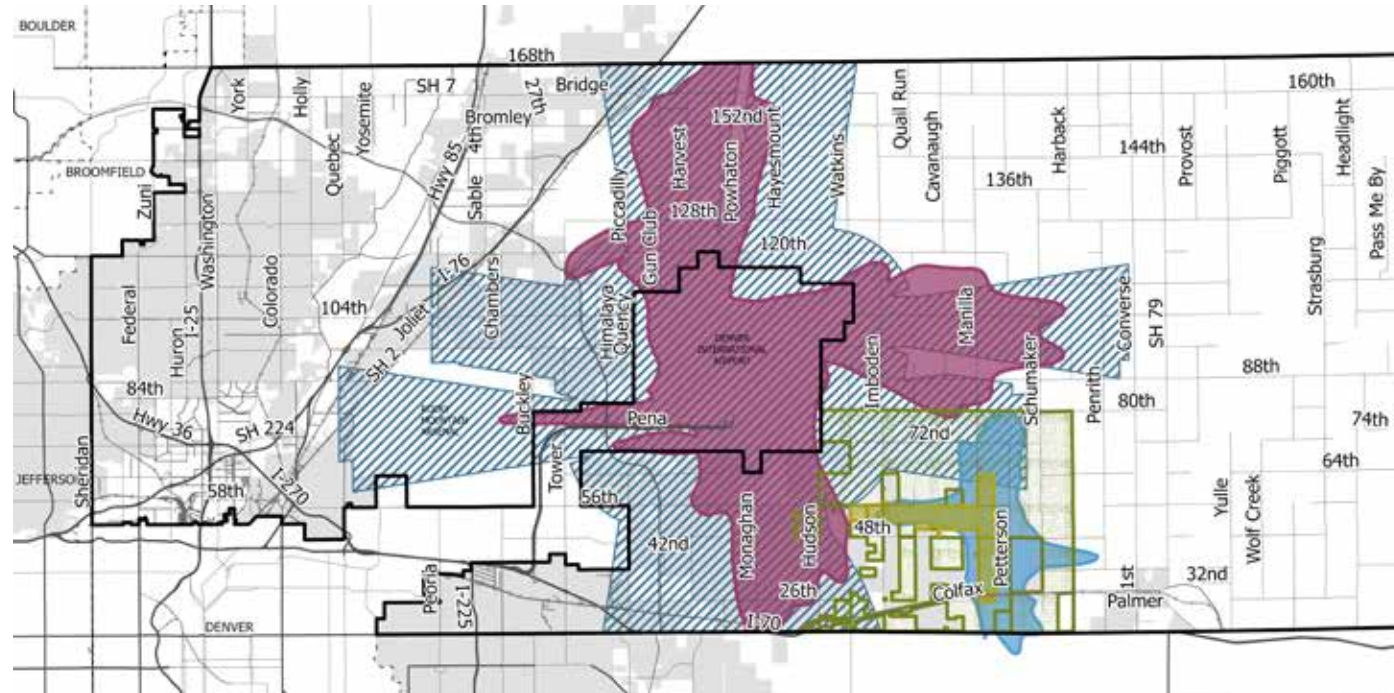 BOULDER
168th
Bridge
SH 7
27th
York
Holly
Yosemite
Quebec
Bromley
4th
Sable
Hwy 85
152nd
Harvest
Powhaton
Hayesmount
Watkins
Quail Run
Cavanaugh
Harback
160th
Headlight
144th
Provost
Piggott
Pass Me By
136th
BROOMFIELD
Zuni
Washington
Piccadilly
Gun Club
128th
120th
Federal
Huron
I-25
Colorado
104th
SH 2
Joliet
I-76
Chambers
Himalaya
Quency
DENVER
INTERNATIONAL
AIRPORT
Imboden
Manilla
Schumaker
Converse
SH 79
Penrith
Strasburg
88th
80th
74th
84th
Hwy 36
SH 224
I-270
58th
Sheridan
JEFFERSO
ROCKY
MOUNTAIN
ARSENAL
Buckley
Pena
Tower
72nd
64th
56th
42nd
Monaghan
Hudson
48th
26th
Petterson
Colfax
I-70
Yulle
Wolf Creek
32nd
1st
Palmer
Peoria
I-225
DENVER